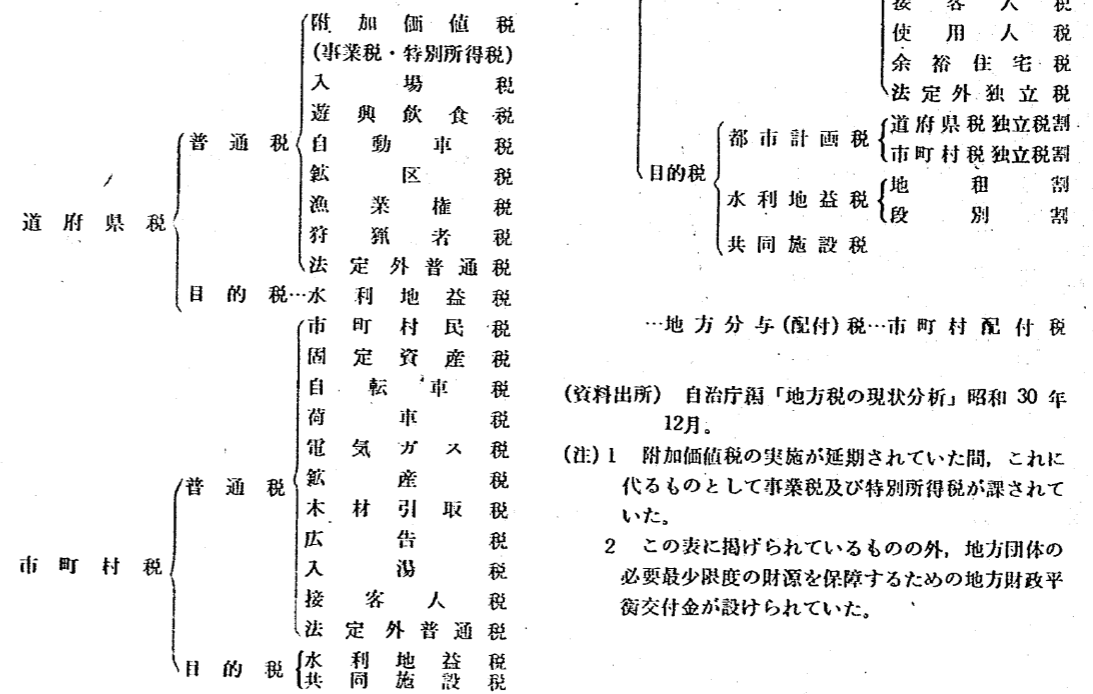 道府県税
普通税
附加価値税
(事業税・特別所得税)
入場税
遊興飲食税
自動車税
鉱区税
漁業権税
狩猟者税
法定外普通税
目的税…水利地益税
市町村税
普通税
市町村民税
固定資産税
自転車税
荷車税
電気ガス税
鉱産税
木材引取税
広告税
入湯税
接客人税
法定外普通税
目的税
水利地益税
共同施設税
接客人税
使用人税
余裕住宅税
法定外独立税
目的税
都市計画税
道府県税独立税割
市町村税独立税割
水利地益税
地租割
段別割
共同施設税
…地方分与(配付)税…市町村配付税
(資料出所) 自治庁編「地方税の現状分析」昭和 30 年
12月。
(注) 1 附加価値税の実施が延期されていた間,これに
代るものとして事業税及び特別所得税が課されて
いた。
2 この表に掲げられているものの外,地方団体の
必要最少限度の財源を保障するための地方財政平
衡交付金が設けられていた。